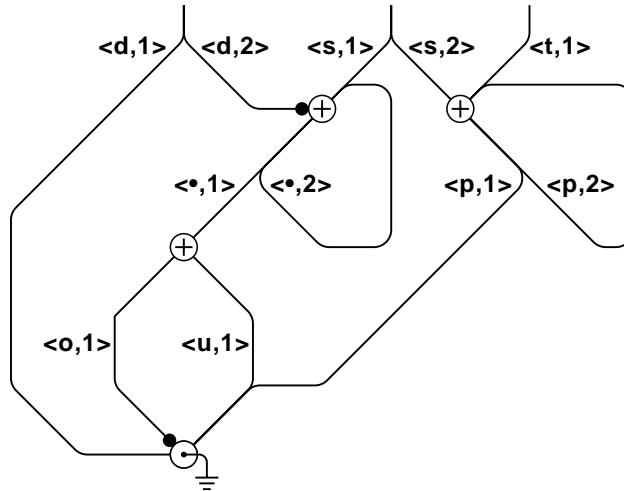 <d,1> <d,2> <s,1> <s,2> <t,1>
<•,1> <•,2> <p,1> <p,2>
<o,1> <u,1>